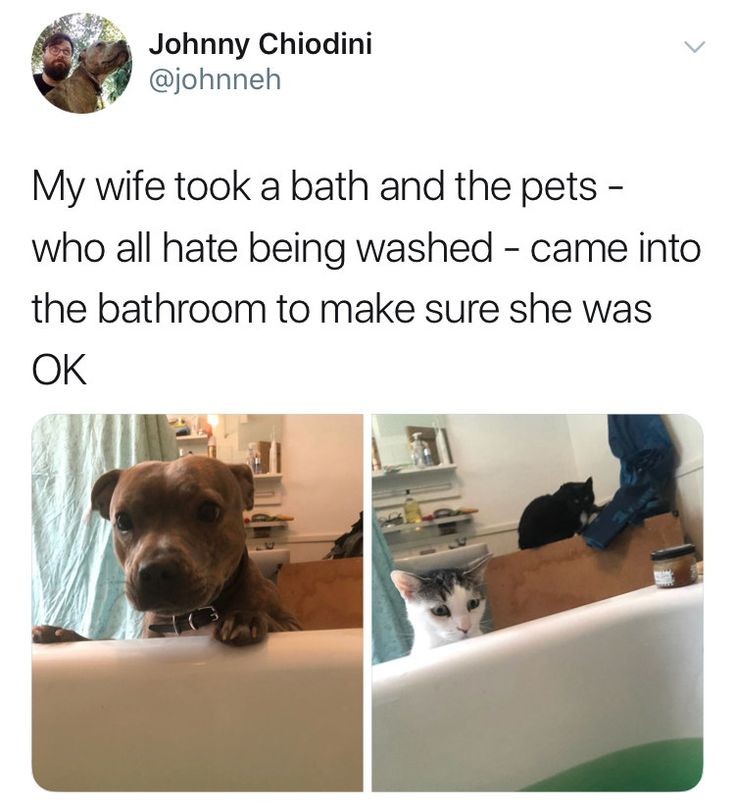 Johnny Chiodini
@johnneh
My wife took a bath and the pets -
who all hate being washed - came into
the bathroom to make sure she was
OK